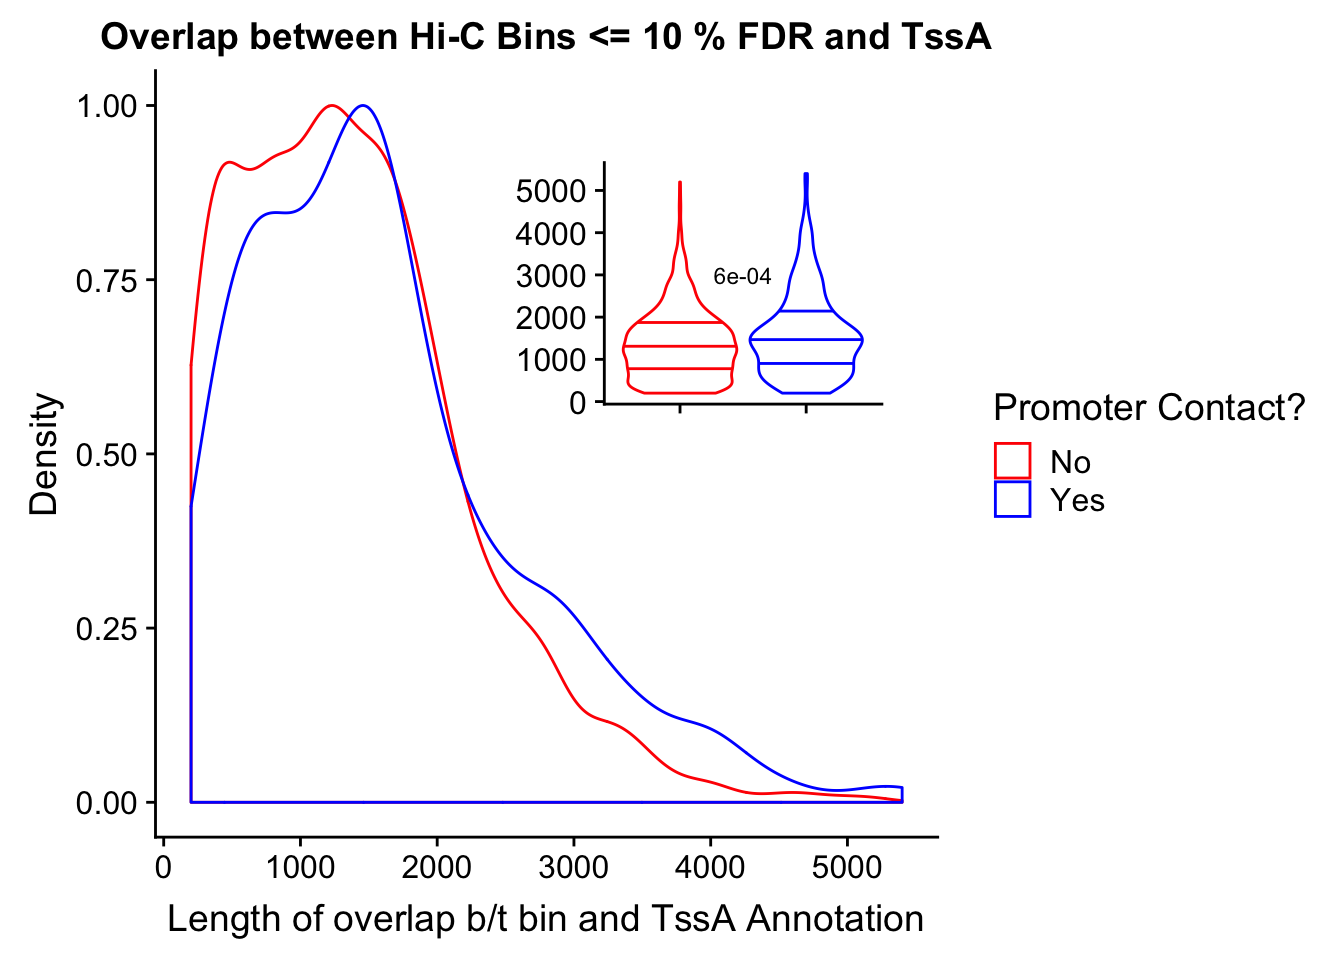 Overlap between Hi-C Bins <= 10 % FDR and TssA
1.00
0.75
0.50
0.25
0.00
Density
0
1000
2000
3000
4000
5000
Length of overlap b/t bin and TssA Annotation
5000
4000
3000
2000
1000
0
6e-04
Promoter Contact?
No
Yes